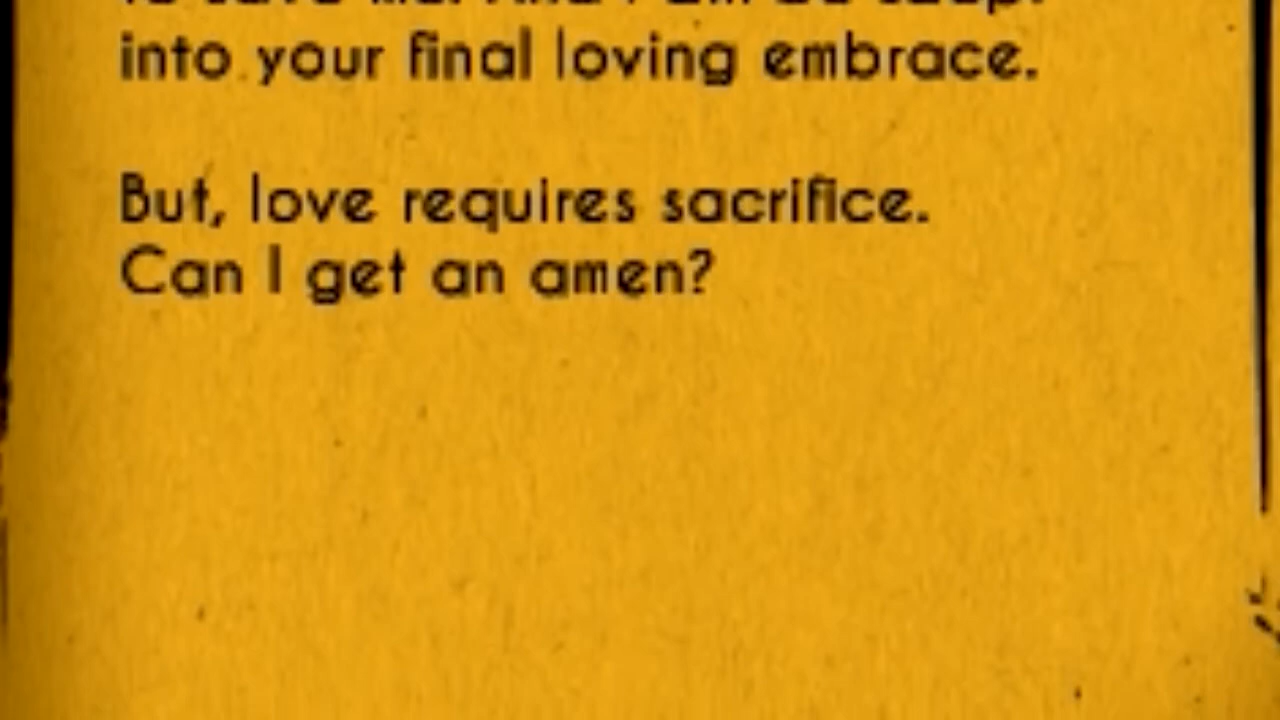 into your final loving embrace.
But, love requires sacrifice.
Can I get an amen?